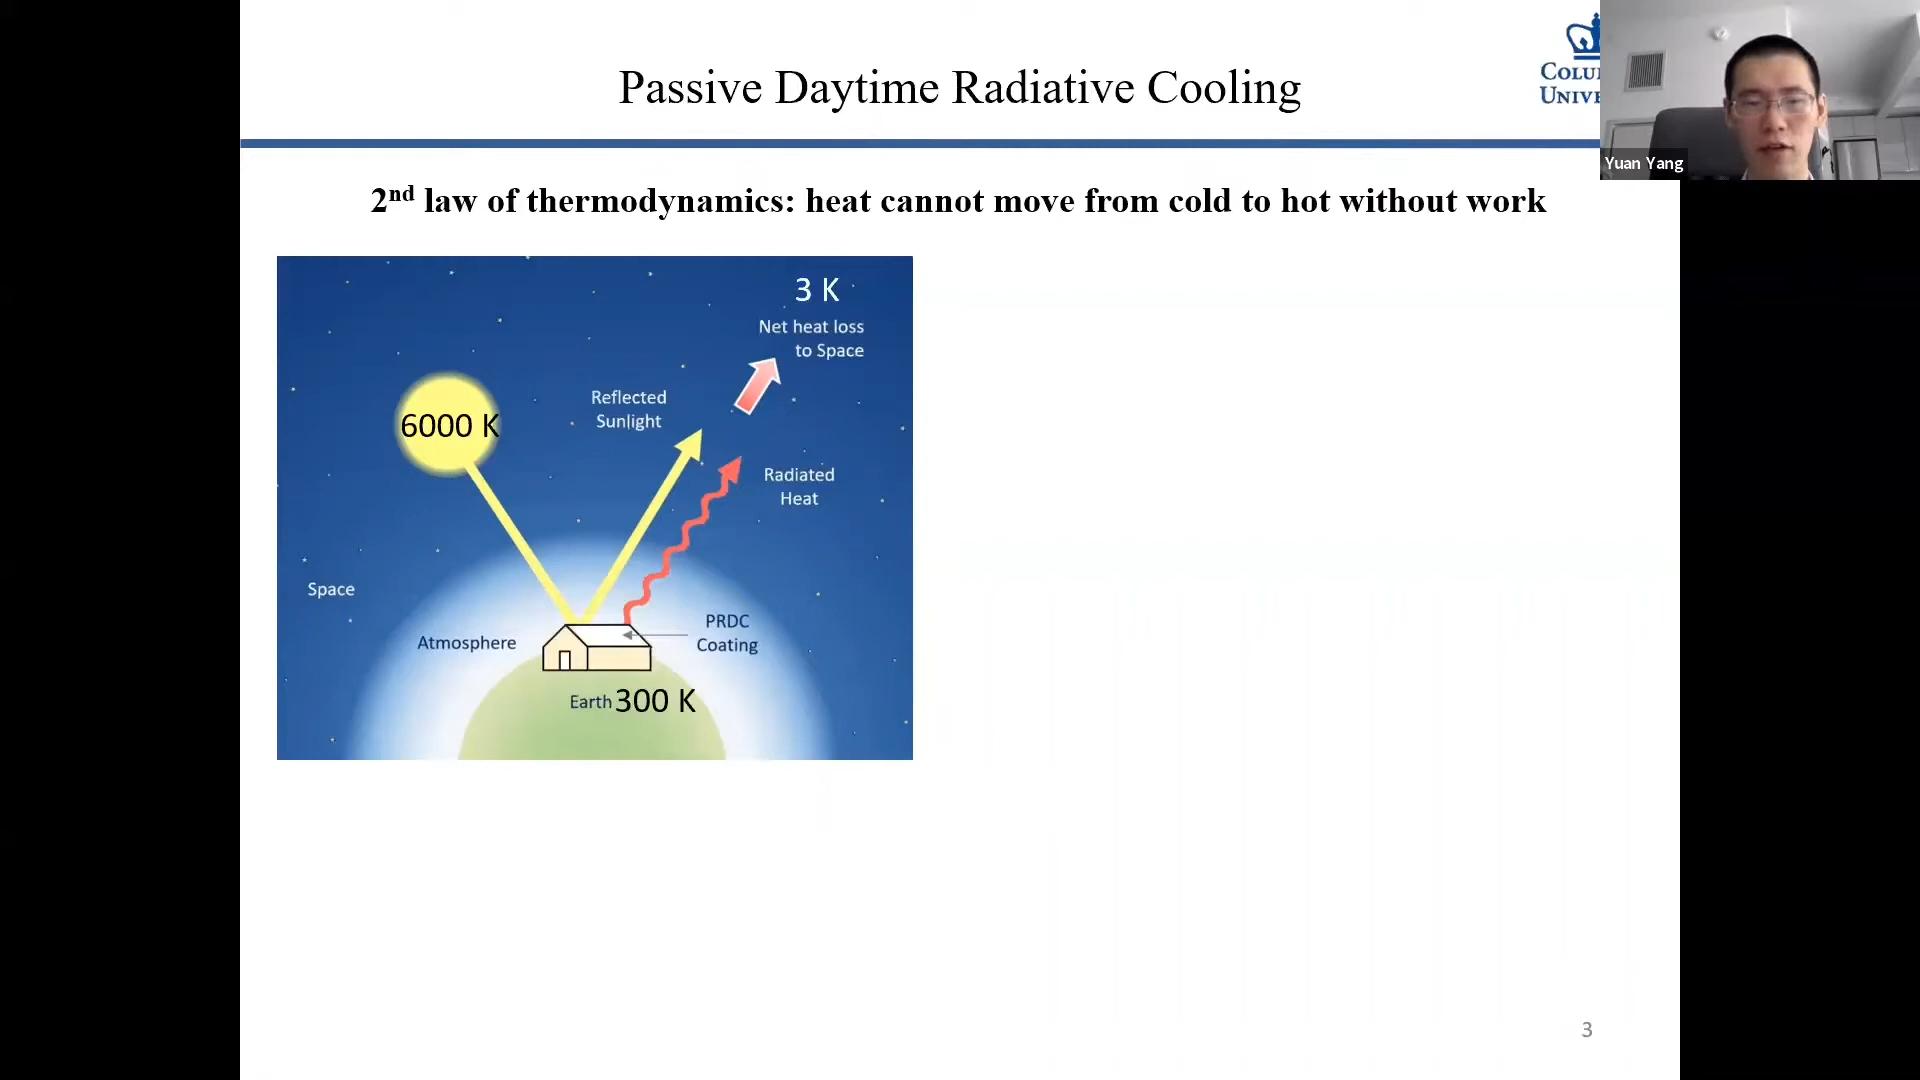 Passive Daytime Radiative Cooling
Yuan Yang
2nd law of thermodynamics: heat cannot move from cold to hot without work
3 K
Net heat loss
to Space
Reflected
Sunlight
6000 K
Radiated
Heat
Space
Atmosphere
PRDC
Coating
Earth 300 K
3